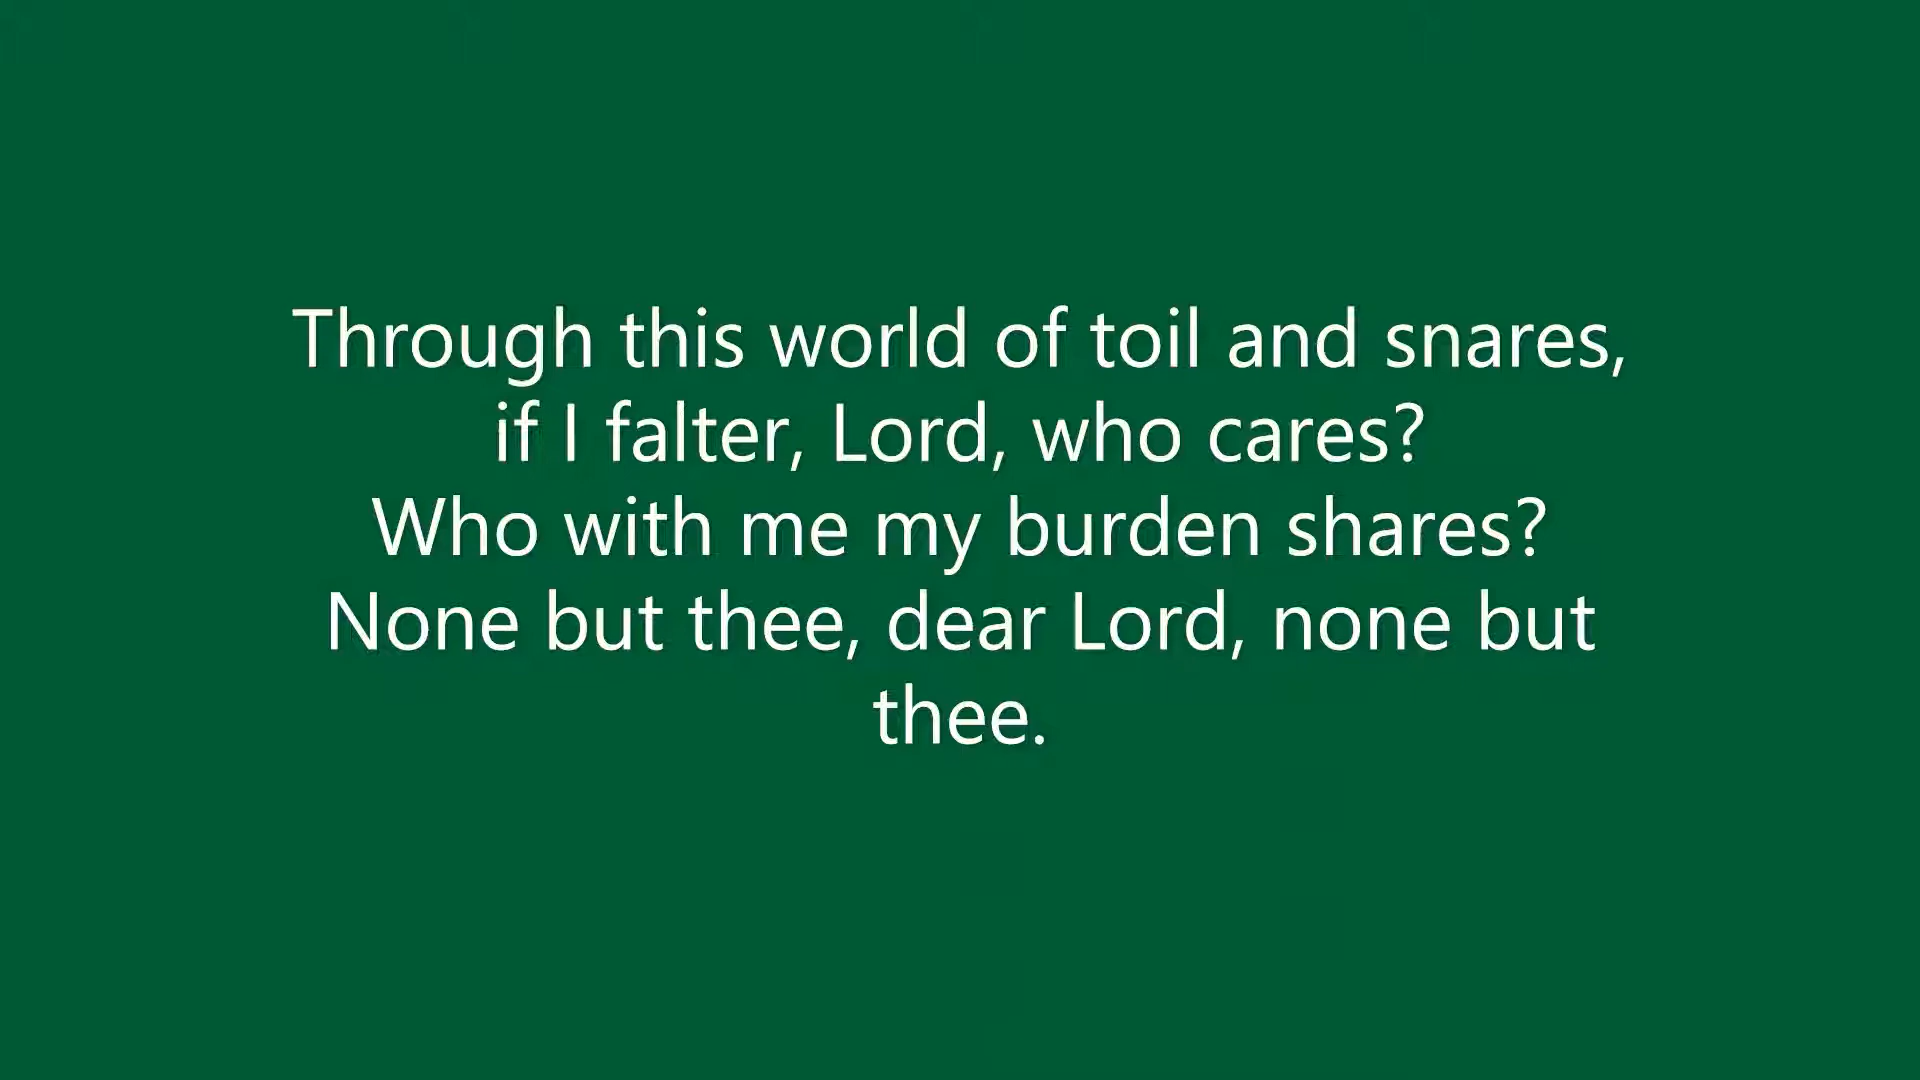 Through this world of toil and snares,
if I falter, Lord, who cares?
Who with me my burden shares?
None but thee, dear Lord, none but
thee.